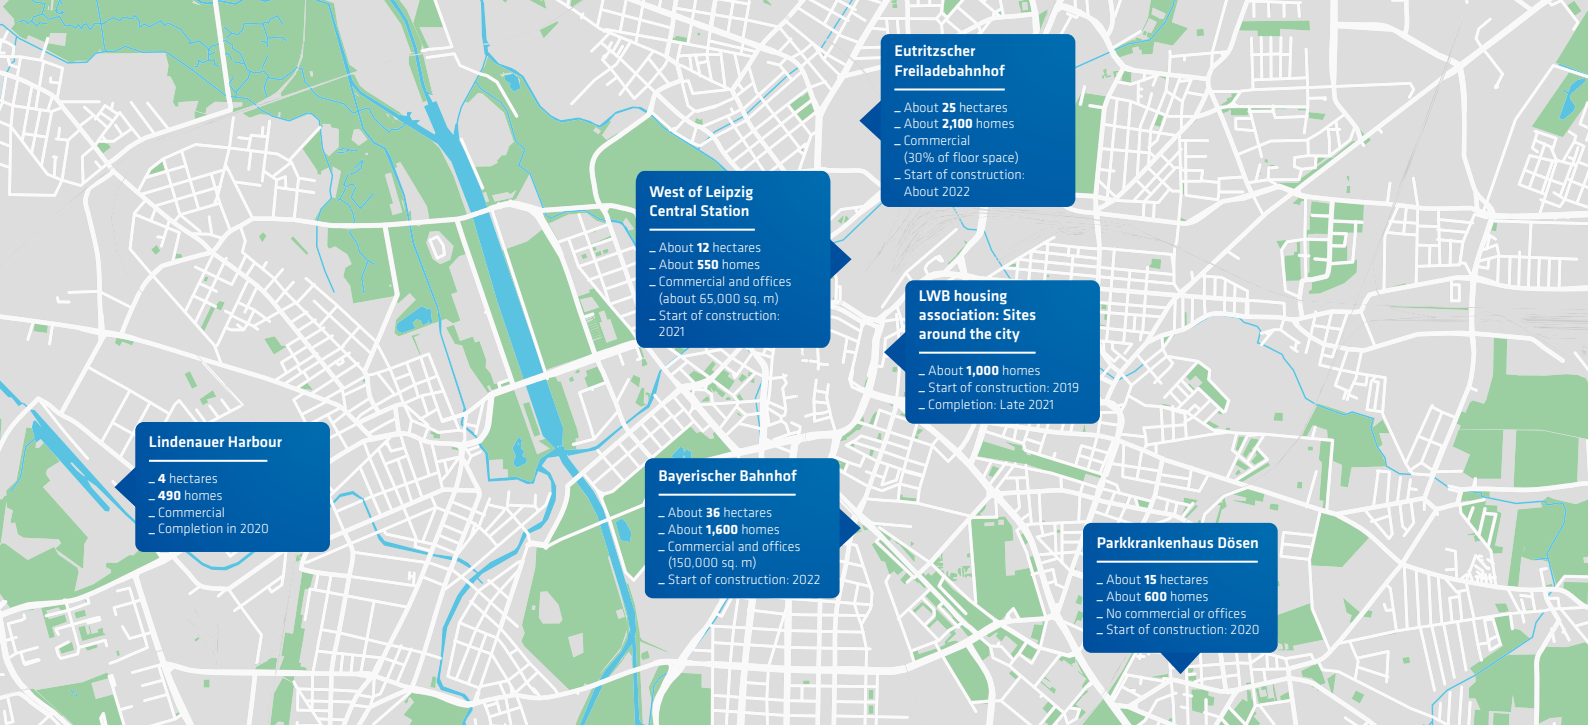 Eutritzscher
Freiladebahnhof
_ About 25 hectares
_ About 2,100 homes
_ Commercial
(30% of floor space)
_ Start of construction:
About 2022
West of Leipzig
Central Station
_ About 12 hectares
_ About 550 homes
_ Commercial and offices
(about 65,000 sq. m)
_ Start of construction:
2021
LWB housing
association: Sites
around the city
_ About 1,000 homes
_ Start of construction: 2019
_ Completion: Late 2021
Lindenauer Harbour
_ 4 hectares
_ 490 homes
_ Commercial
_ Completion in 2020
Bayerischer Bahnhof
_ About 36 hectares
_ About 1,600 homes
_ Commercial and offices
(150,000 sq. m)
_ Start of construction: 2022
Parkkrankenhaus Dösen
_ About 15 hectares
_ About 600 homes
_ No commercial or offices
_ Start of construction: 2020